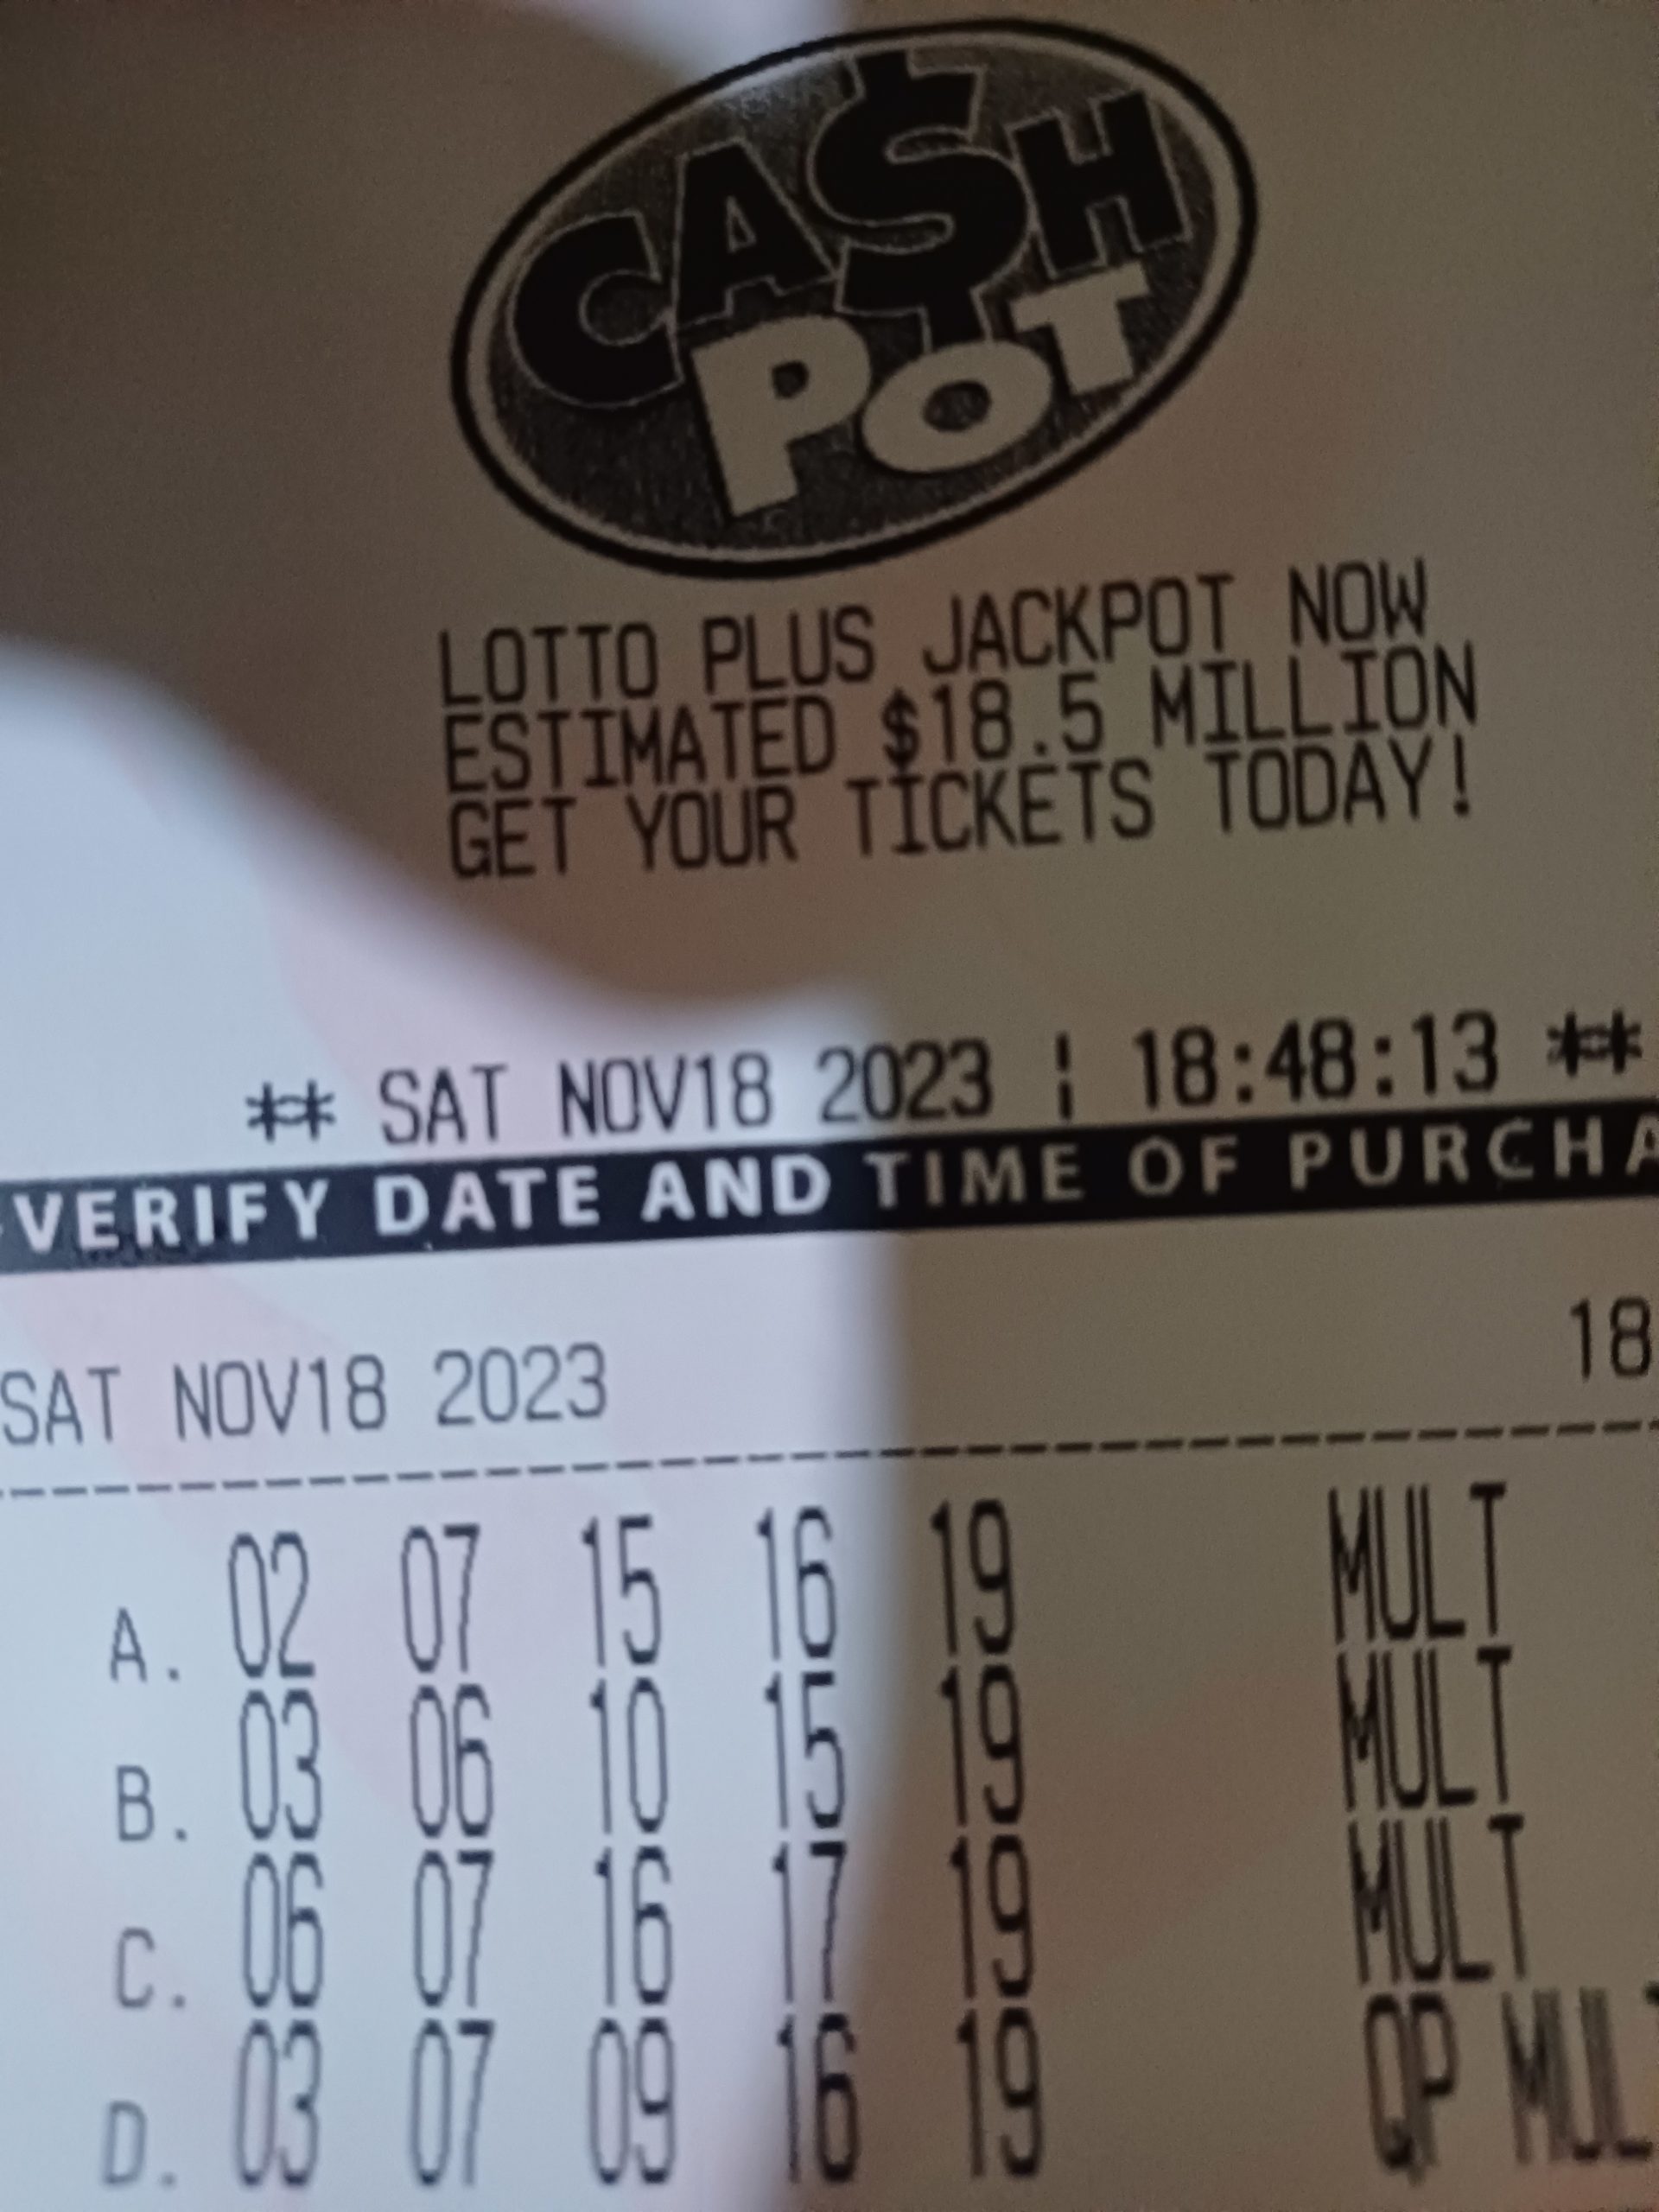 CA$H
POT
LOTTO PLUS JACKPOT NOW
ESTIMATED $18.5 MILLION
GET YOUR TICKETS TODAY!
** SAT NOV18 2023 ¦ 18:48:13 **
VERIFY DATE AND TIME OF PURCHA
SAT NOV18 2023 18
A. 02 07 15 16 19 MULT
B. 03 06 10 15 19 MULT
C. 06 07 16 17 19 MULT
D. 03 07 09 16 19 QP MULT